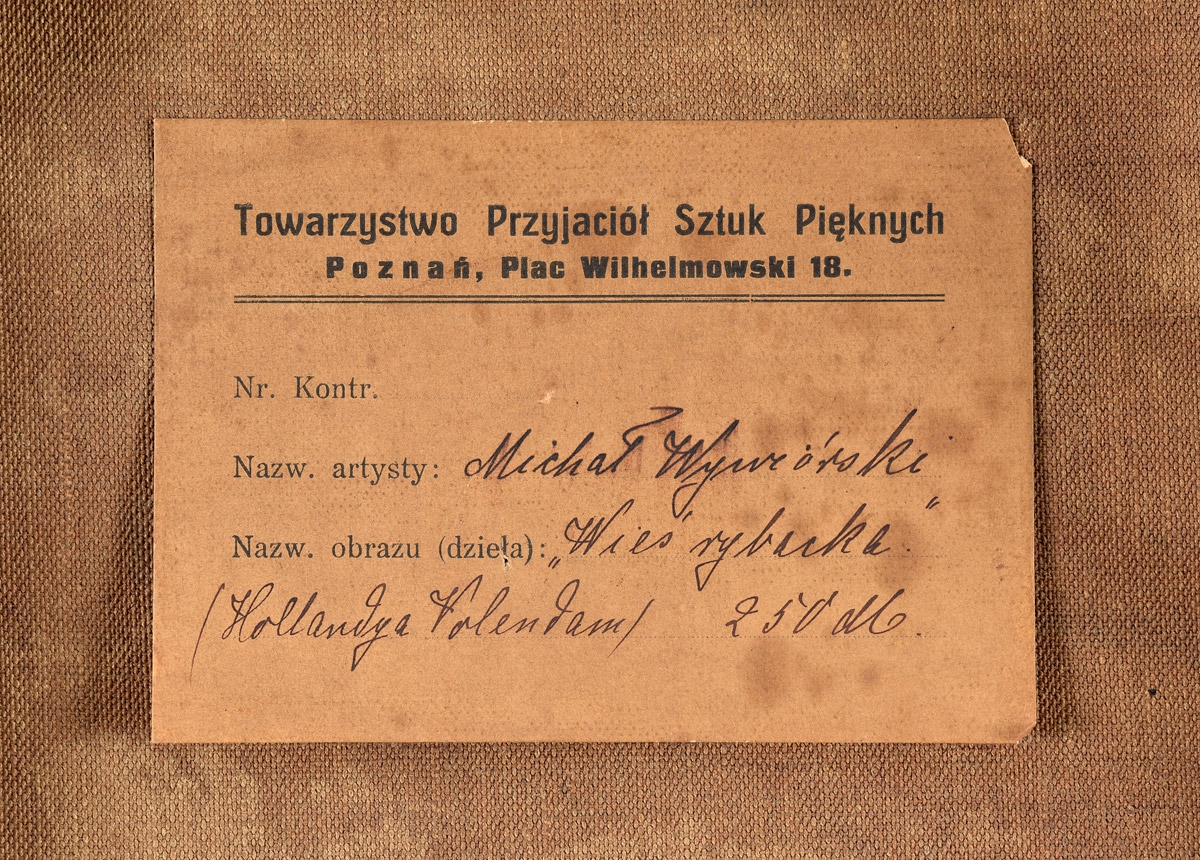 Towarzystwo Przyjaciół Sztuk Pięknych
Poznań, Plac Wilhelmowski 18.
Nr. Kontr.
Nazw. artysty: Michał Wywiórski
Nazw. obrazu (dzieła): „Wieś rybacka"
(Hollandya Volendam) 250 M.